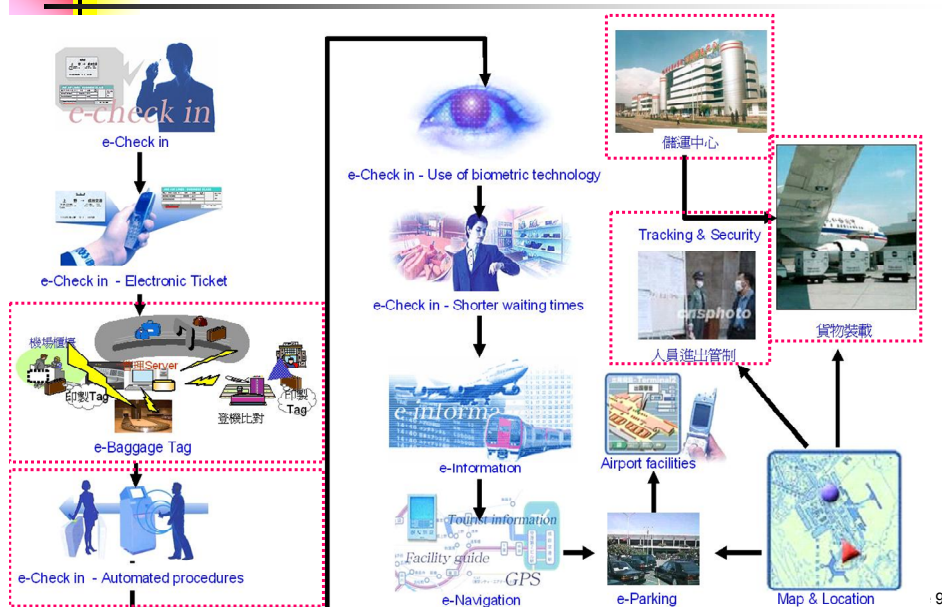 e-check in
e-Check in
e-Check in - Electronic Ticket
機場櫃檯
Server
印製Tag
登機比對
印製
Tag
e-Baggage Tag
e-Check in - Automated procedures
e-Check in - Use of biometric technology
e-Check in - Shorter waiting times
e-informa
e-Information
Tourist information
Facility guide
GPS
e-Navigation
儲運中心
Tracking & Security
cnsphoto
人員進出管制
貨物裝載
Airport facilities
e-Parking
Map & Location
9